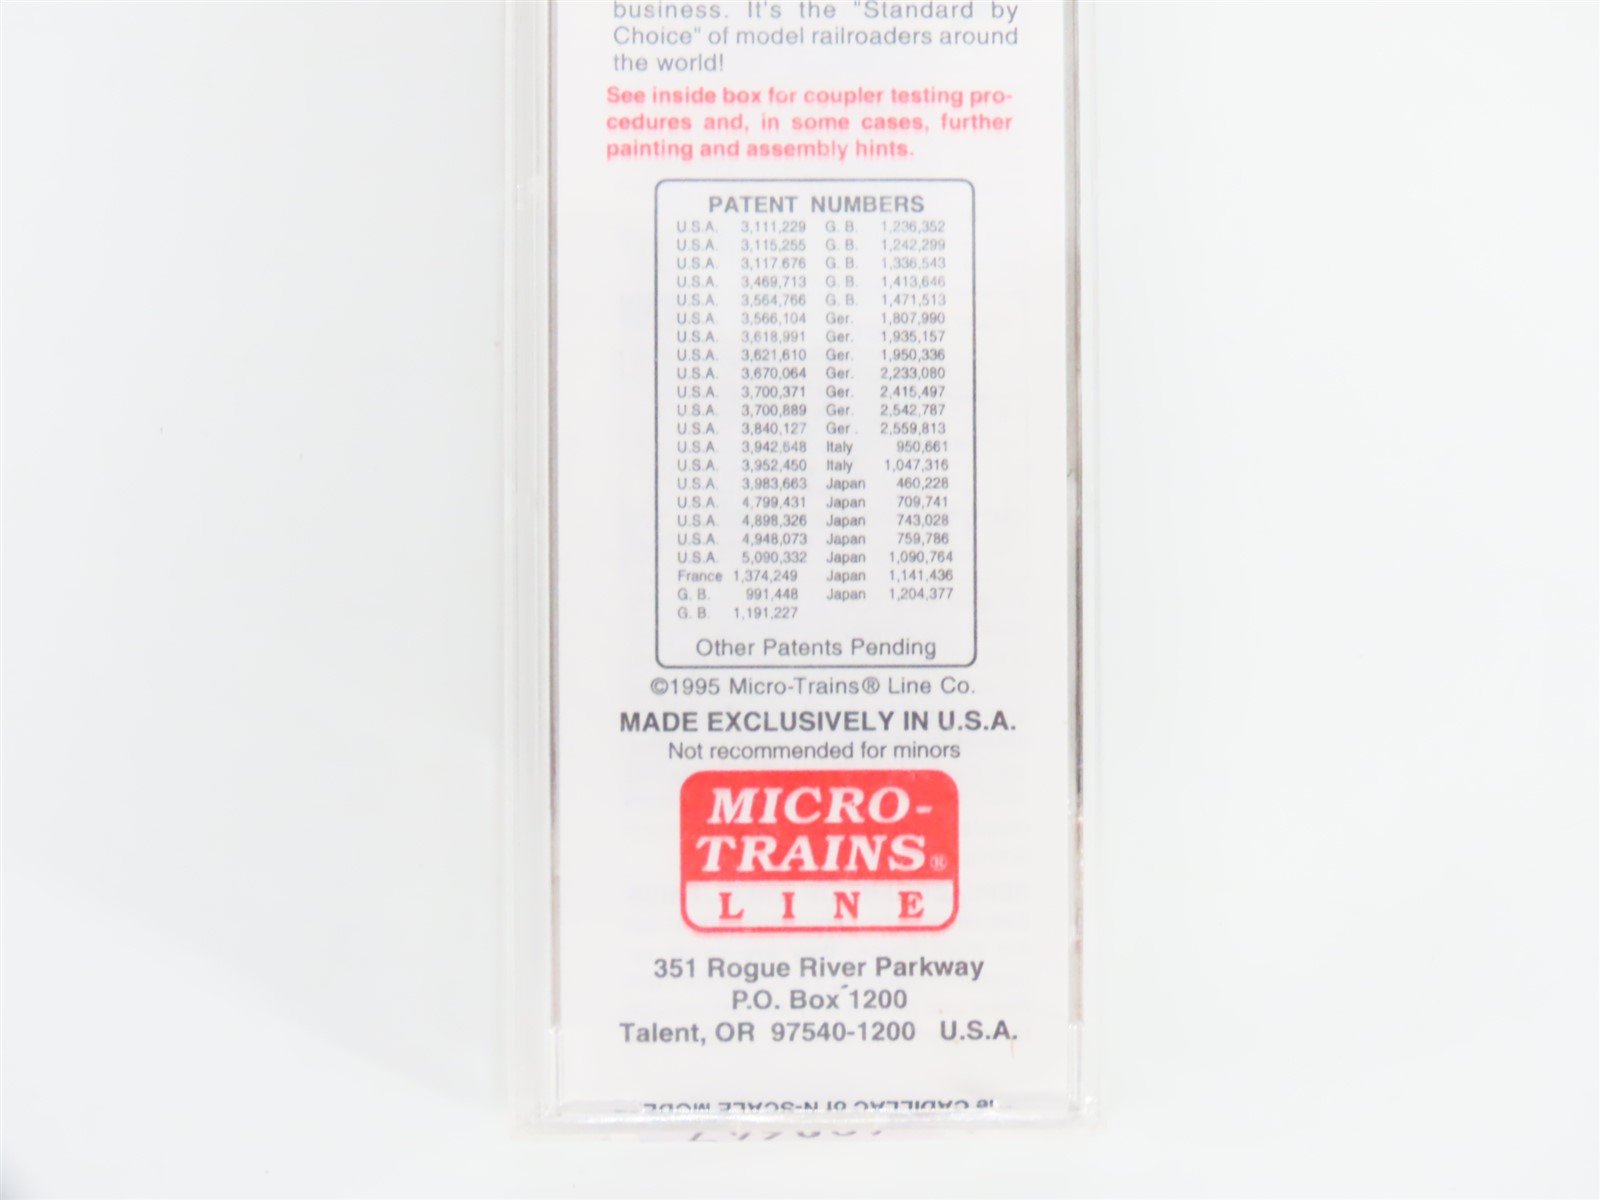 business. It's the "Standard by
Choice" of model railroaders around
the world!
See inside box for coupler testing pro-
cedures and, in some cases, further
painting and assembly hints.
PATENT NUMBERS
U.S.A. 3,111,229 G. B. 1,236,352
U.S.A. 3,115,255 G. B. 1,242,299
U.S.A. 3,117,676 G. B. 1,336,543
U.S.A. 3,469,713 G. B. 1,413,646
U.S.A. 3,564,766 G. B. 1,471,513
U.S.A. 3,566,104 Ger. 1,807,990
U.S.A. 3,618,991 Ger. 1,935,157
U.S.A. 3,621,610 Ger. 1,950,336
U.S.A. 3,670,064 Ger. 2,233,080
U.S.A. 3,700,371 Ger. 2,415,497
U.S.A. 3,700,889 Ger. 2,542,787
U.S.A. 3,840,127 Ger. 2,559,813
U.S.A. 3,942,648 Italy 950,661
U.S.A. 3,952,450 Italy 1,047,316
U.S.A. 3,983,663 Japan 460,228
U.S.A. 4,799,431 Japan 709,741
U.S.A. 4,898,326 Japan 743,028
U.S.A. 4,948,073 Japan 759,786
U.S.A. 5,090,332 Japan 1,090,764
France 1,374,249 Japan 1,141,436
G. B. 991,448 Japan 1,204,377
G. B. 1,191,227
Other Patents Pending
©1995 Micro-Trains® Line Co.
MADE EXCLUSIVELY IN U.S.A.
Not recommended for minors
MICRO-
TRAINS®
LINE
351 Rogue River Parkway
P.O. Box 1200
Talent, OR 97540-1200 U.S.A.
CADILLAC 61 N-SCALE